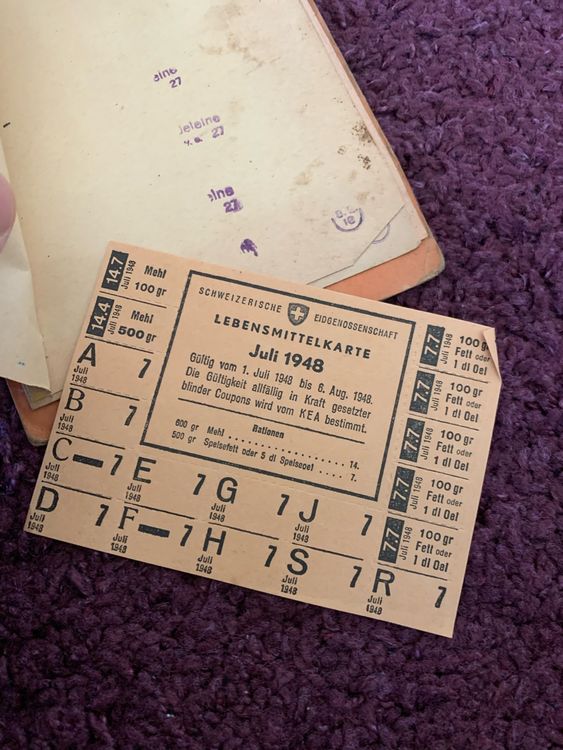 27
27
27
SCHWEIZERISCHE EIDGENOSSENSCHAFT
LEBENSMITTELKARTE
Juli 1948
Gültig vom 1. Juli 1948 bis 6. Aug. 1948.
Die Gültigkeit allfällig in Kraft gesetzter
blinder Coupons wird vom KEA bestimmt.
Rationen
600 gr Mehl 14.
500 gr Speisefett oder 5 dl Speiseoel 7.
14.7 Juli 1948 Mehl
100 gr
14.4 Juli 1948 Mehl
500 gr
A 7
Juli
1948
B 7
Juli
1948
C 7
Juli
1948
D 7
Juli
1948
E 7
Juli
1948
F 7
Juli
1948
G 7
Juli
1948
H 7
Juli
1948
J 7
Juli
1948
S 7
Juli
1948
R 7
Juli
1948
7.7 Juli 1948 100 gr
Fett oder
1 dl Oel
7.7 Juli 1948 100 gr
Fett oder
1 dl Oel
7.7 Juli 1948 100 gr
Fett oder
1 dl Oel
7.7 Juli 1948 100 gr
Fett oder
1 dl Oel
7.7 Juli 1948 100 gr
Fett oder
1 dl Oel